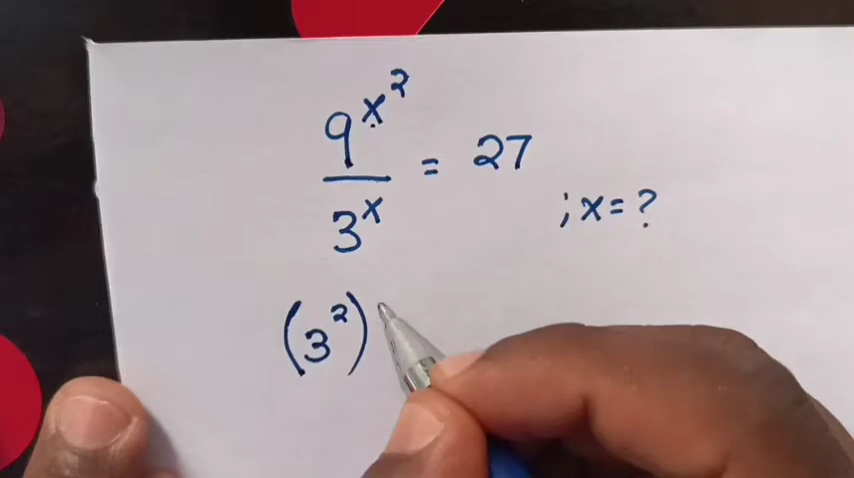 9^{x^2}
/ 3^x = 27 ; x = ?
(3^2)